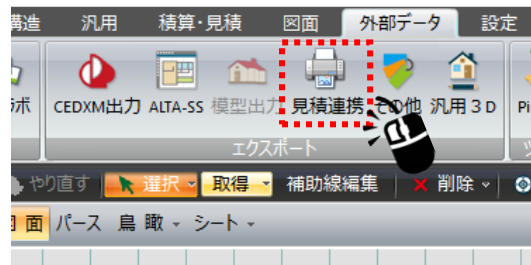 構造 汎用 積算・見積 図面 外部データ 設定
CEDXM出力 ALTA-SS 模型出力 見積連携 その他 汎用3D Pi
エクスポート
やり直す 選択 取得 補助線編集 削除
図面 パース 鳥瞰 シート